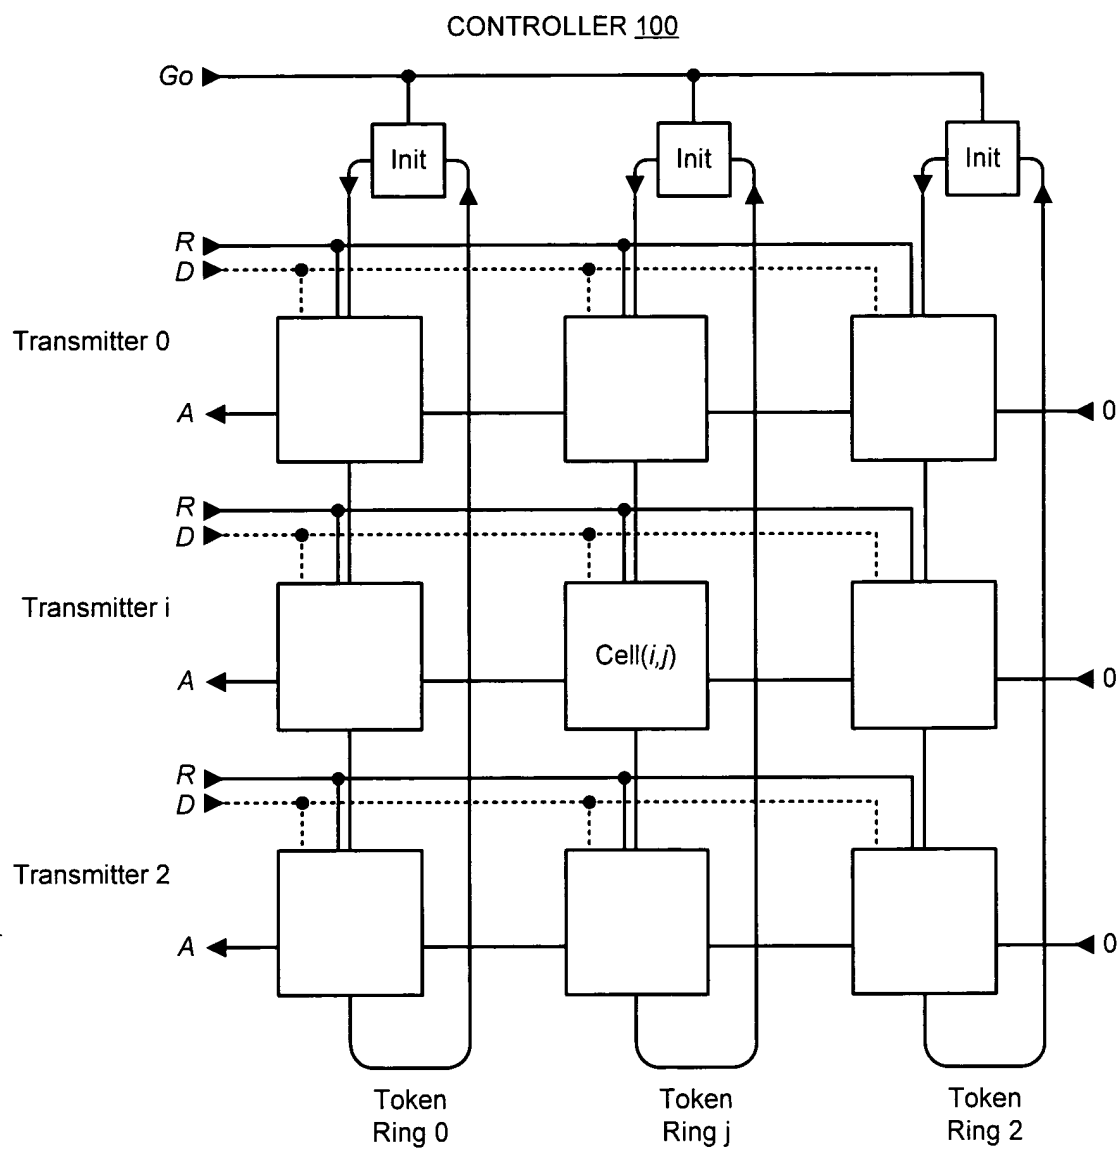 CONTROLLER 100
Go
Init Init Init
R
D
Transmitter 0
A 0
R
D
Transmitter i
Cell(i,j)
A 0
R
D
Transmitter 2
A 0
Token Token Token
Ring 0 Ring j Ring 2